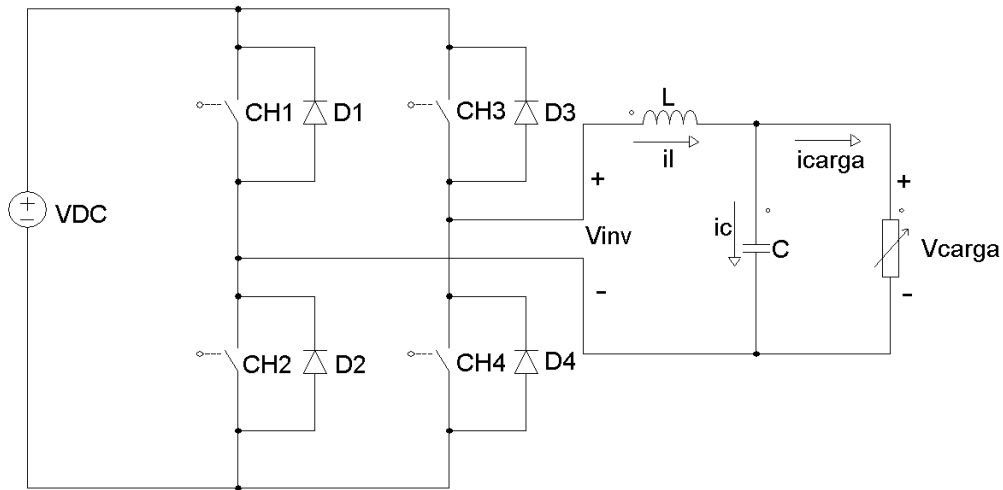 CH1
D1
CH3
D3
L
il
icarga
+
+
VDC
Vinv
ic
C
Vcarga
-
-
CH2
D2
CH4
D4